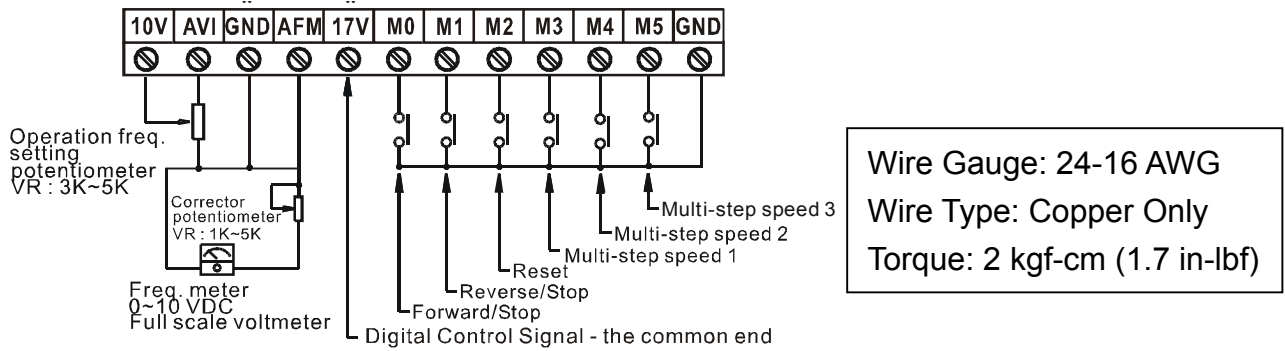 10V AVI GND AFM 17V M0 M1 M2 M3 M4 M5 GND
Operation freq.
setting
potentiometer
VR : 3K~5K
Corrector
potentiometer
VR : 1K~5K
Freq. meter
0~10 VDC
Full scale voltmeter
Multi-step speed 3
Multi-step speed 2
Multi-step speed 1
Reset
Reverse/Stop
Forward/Stop
Digital Control Signal - the common end
Wire Gauge: 24-16 AWG
Wire Type: Copper Only
Torque: 2 kgf-cm (1.7 in-lbf)